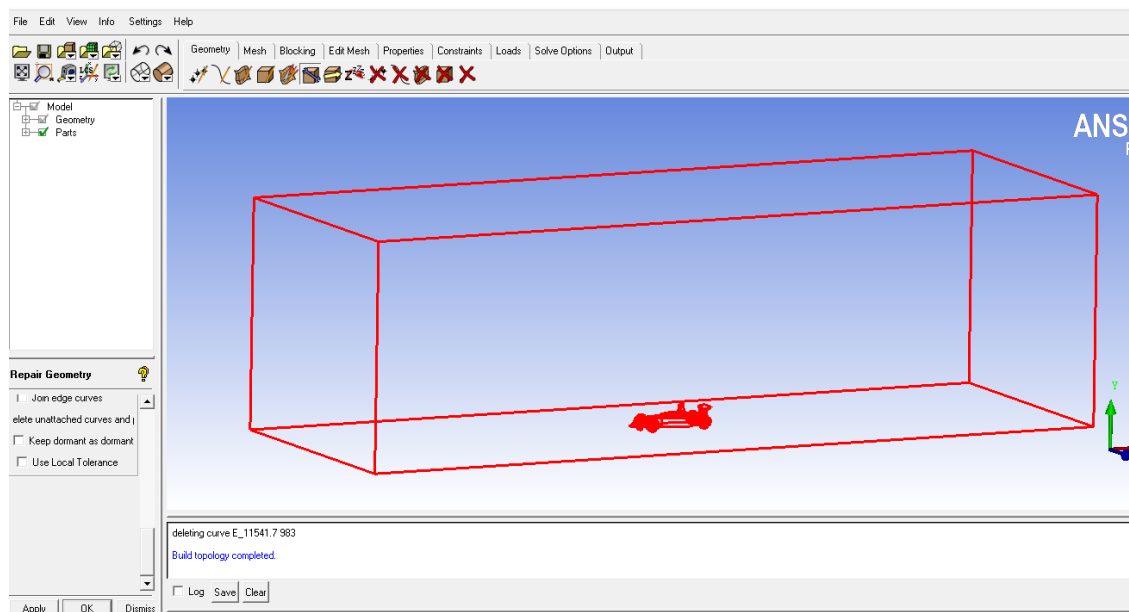 File Edit View Info Settings Help
Geometry Mesh Blocking Edit Mesh Properties Constraints Loads Solve Options Output
Model
Geometry
Parts
ANS
Y
Repair Geometry
Join edge curves
elete unattached curves and
Keep dormant as dormant
Use Local Tolerance
deleting curve E_11541.7 983
Build topology completed.
Log Save Clear
Apply OK Dismiss